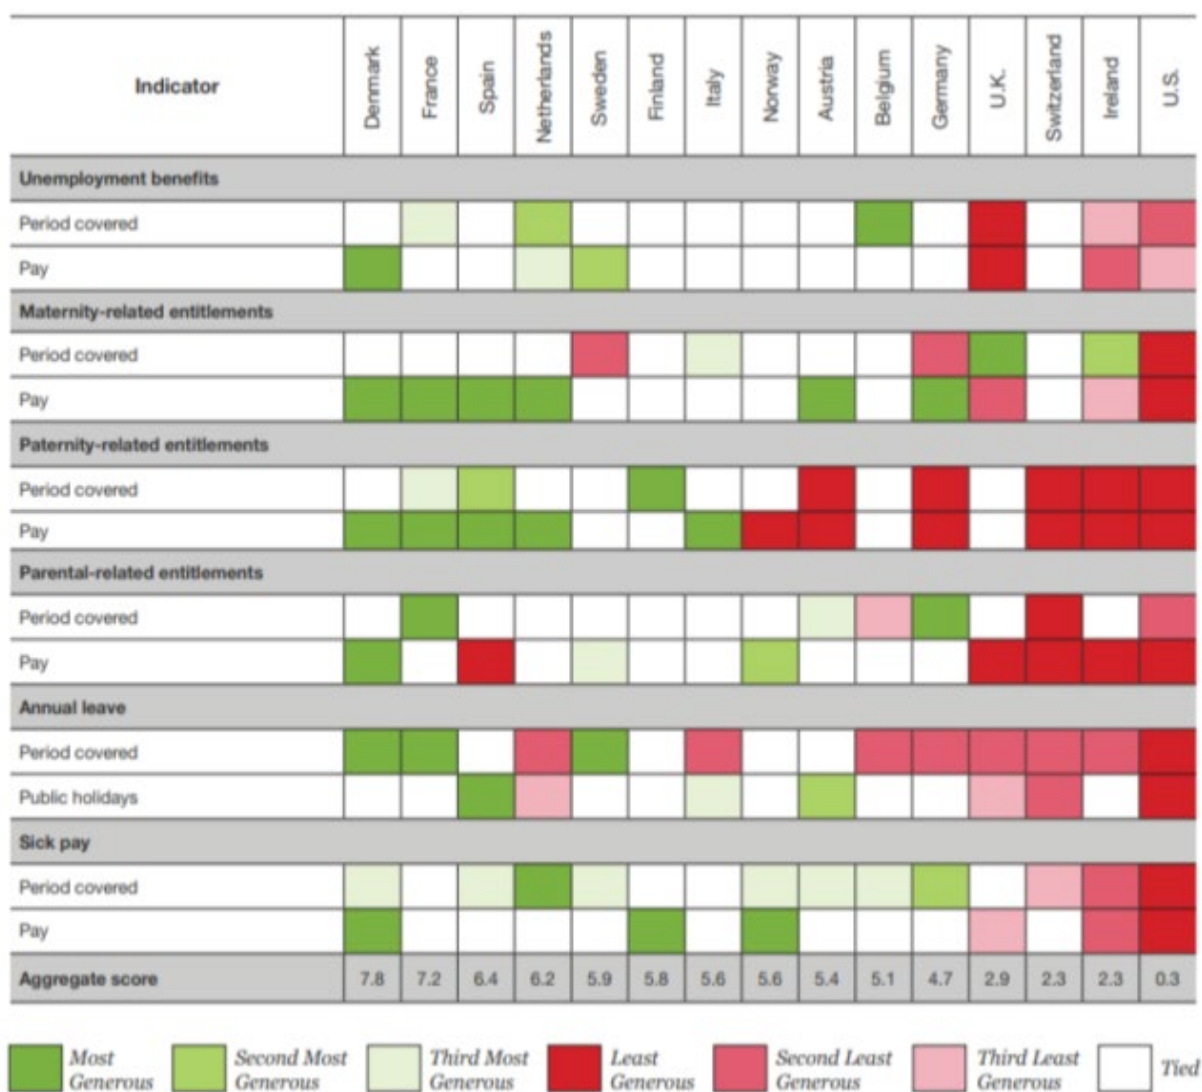 Indicator
Denmark
France
Spain
Netherlands
Sweden
Finland
Italy
Norway
Austria
Belgium
Germany
U.K.
Switzerland
Ireland
U.S.
Unemployment benefits
Period covered
Pay
Maternity-related entitlements
Period covered
Pay
Paternity-related entitlements
Period covered
Pay
Parental-related entitlements
Period covered
Pay
Annual leave
Period covered
Public holidays
Sick pay
Period covered
Pay
Aggregate score 7.8 7.2 6.4 6.2 5.9 5.8 5.6 5.6 5.4 5.1 4.7 2.9 2.3 2.3 0.3
Most Generous
Second Most Generous
Third Most Generous
Least Generous
Second Least Generous
Third Least Generous
Tied